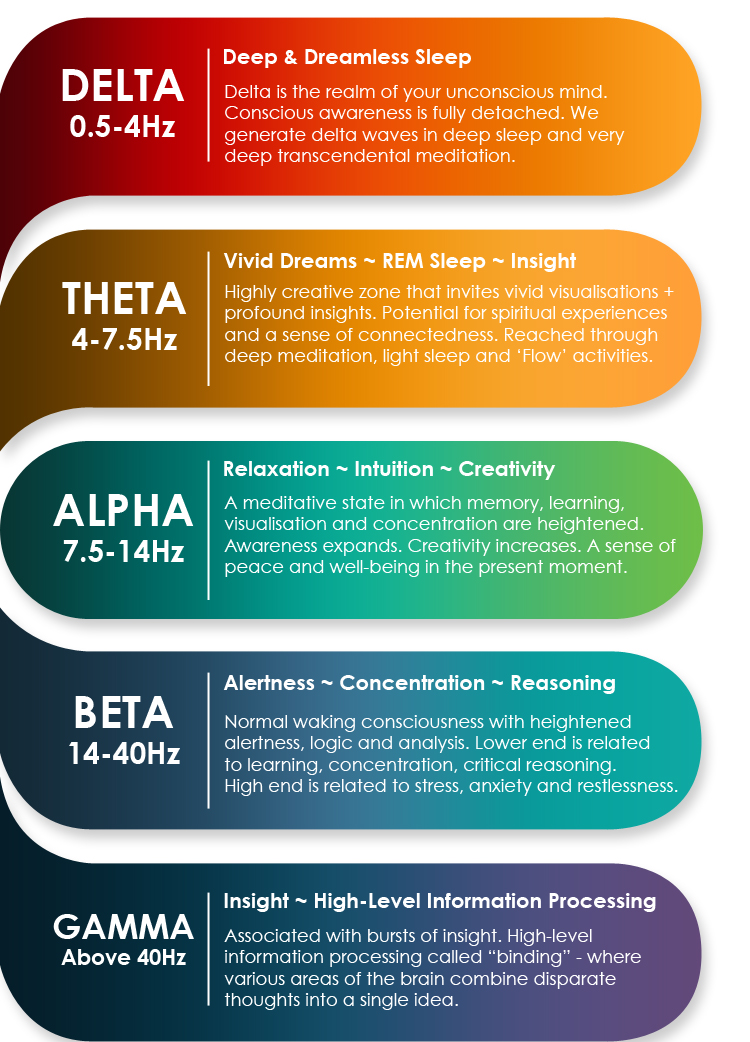 DELTA
0.5-4Hz
Deep & Dreamless Sleep
Delta is the realm of your unconscious mind.
Conscious awareness is fully detached. We
generate delta waves in deep sleep and very
deep transcendental meditation.
THETA
4-7.5Hz
Vivid Dreams ~ REM Sleep ~ Insight
Highly creative zone that invites vivid visualisations +
profound insights. Potential for spiritual experiences
and a sense of connectedness. Reached through
deep meditation, light sleep and ‘Flow’ activities.
ALPHA
7.5-14Hz
Relaxation ~ Intuition ~ Creativity
A meditative state in which memory, learning,
visualisation and concentration are heightened.
Awareness expands. Creativity increases. A sense of
peace and well-being in the present moment.
BETA
14-40Hz
Alertness ~ Concentration ~ Reasoning
Normal waking consciousness with heightened
alertness, logic and analysis. Lower end is related
to learning, concentration, critical reasoning.
High end is related to stress, anxiety and restlessness.
GAMMA
Above 40Hz
Insight ~ High-Level Information Processing
Associated with bursts of insight. High-level
information processing called “binding” - where
various areas of the brain combine disparate
thoughts into a single idea.